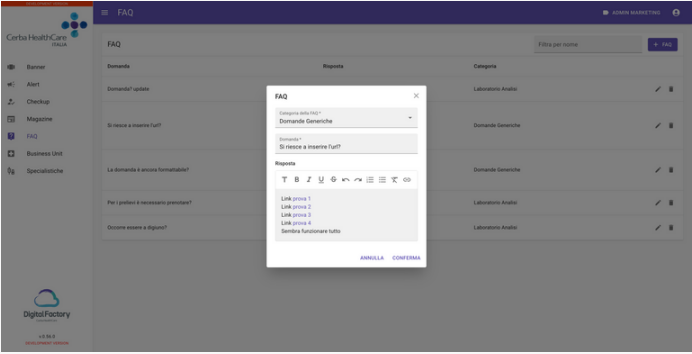 DEVELOPMENT VERSION
Cerba HealthCare
ITALIA
FAQ
ADMIN MARKETING
Banner
Alert
Checkup
Magazine
FAQ
Business Unit
Specialistiche
Digital Factory
v.0.56.0
DEVELOPMENT VERSION
FAQ
Filtra per nome
+ FAQ
Domanda Risposta Categoria
Domanda? update Laboratorio Analisi
Si riesce a inserire l'url? Domande Generiche
La domanda è ancora formattabile? Domande Generiche
Per i prelievi è necessario prenotare? Laboratorio Analisi
Occorre essere a digiuno? Laboratorio Analisi
FAQ
Categoria della FAQ *
Domande Generiche
Domanda *
Si riesce a inserire l'url?
Risposta
Link prova 1
Link prova 2
Link prova 3
Link prova 4
Sembra funzionare tutto
ANNULLA CONFERMA